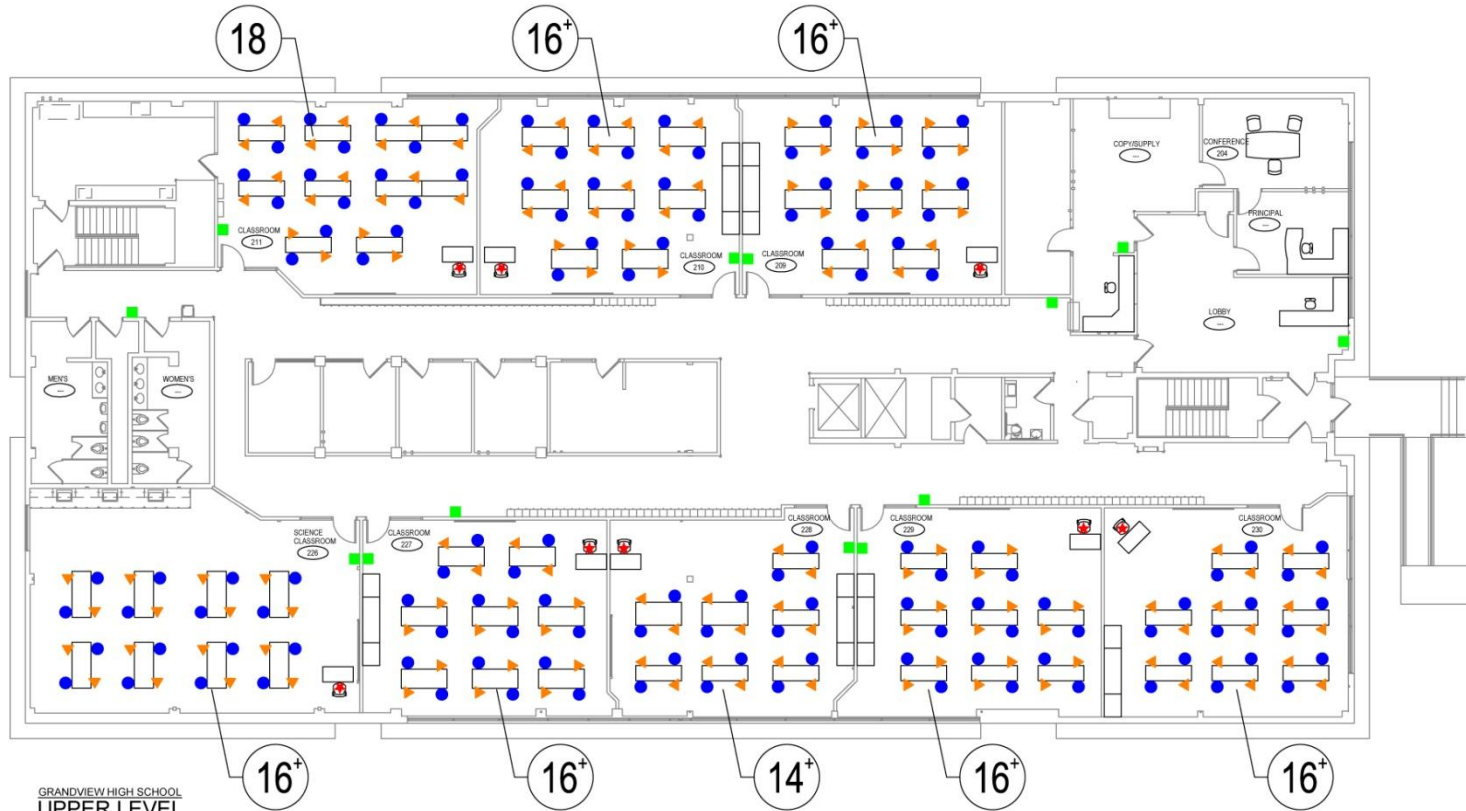 18
16+
16+
COPY/SUPPLY
---
CONFERENCE
204
PRINCIPAL
---
CLASSROOM
211
CLASSROOM
210
CLASSROOM
209
LOBBY
---
MEN'S
---
WOMEN'S
---
SCIENCE
CLASSROOM
226
CLASSROOM
227
CLASSROOM
228
CLASSROOM
229
CLASSROOM
230
16+
16+
14+
16+
16+
GRANDVIEW HIGH SCHOOL
UPPER LEVEL